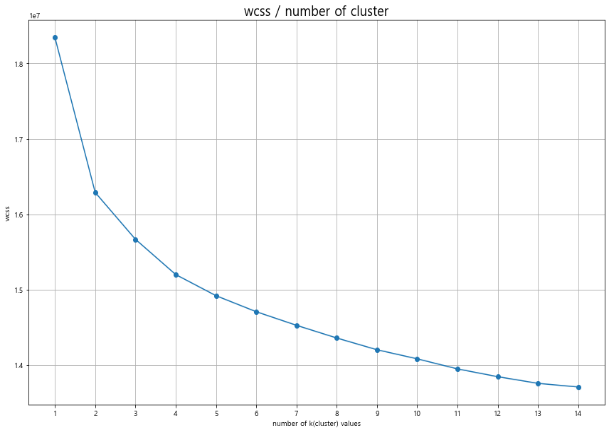 wcss / number of cluster
1e7
1.8
1.7
1.6
1.5
1.4
wcss
1 2 3 4 5 6 7 8 9 10 11 12 13 14
number of k(cluster) values